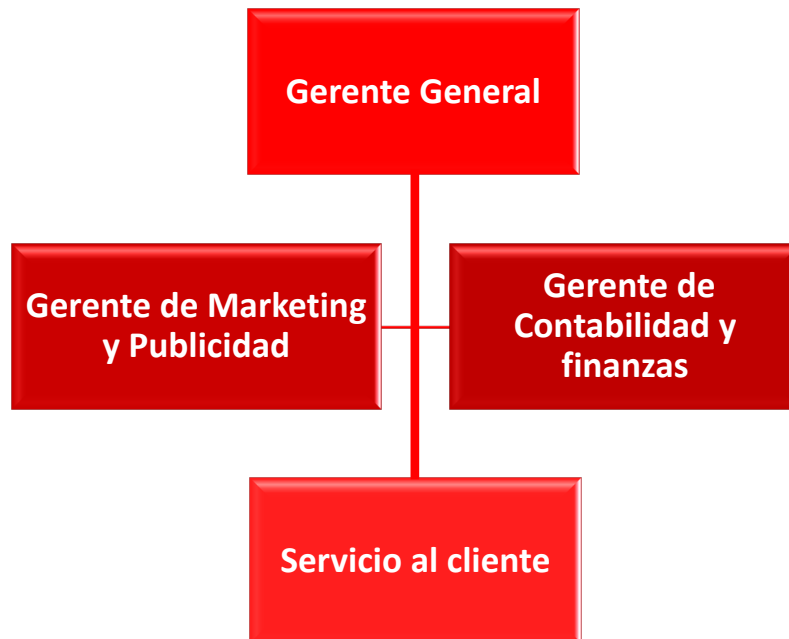 Gerente General
Gerente de Marketing
y Publicidad
Gerente de
Contabilidad y
finanzas
Servicio al cliente